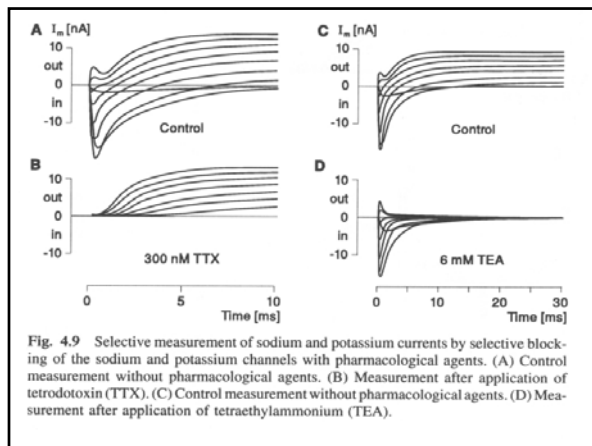 A I_m [nA]
10
out
0
in
-10
Control
B
10
out
0
in
-10
300 nM TTX
0 5 10
Time [ms]
C I_m [nA]
10
out
0
in
-10
Control
D
10
out
0
in
-10
6 mM TEA
0 5 10 20 30
Time [ms]
Fig. 4.9 Selective measurement of sodium and potassium currents by selective block-
ing of the sodium and potassium channels with pharmacological agents. (A) Control
measurement without pharmacological agents. (B) Measurement after application of
tetrodotoxin (TTX). (C) Control measurement without pharmacological agents. (D) Mea-
surement after application of tetraethylammonium (TEA).